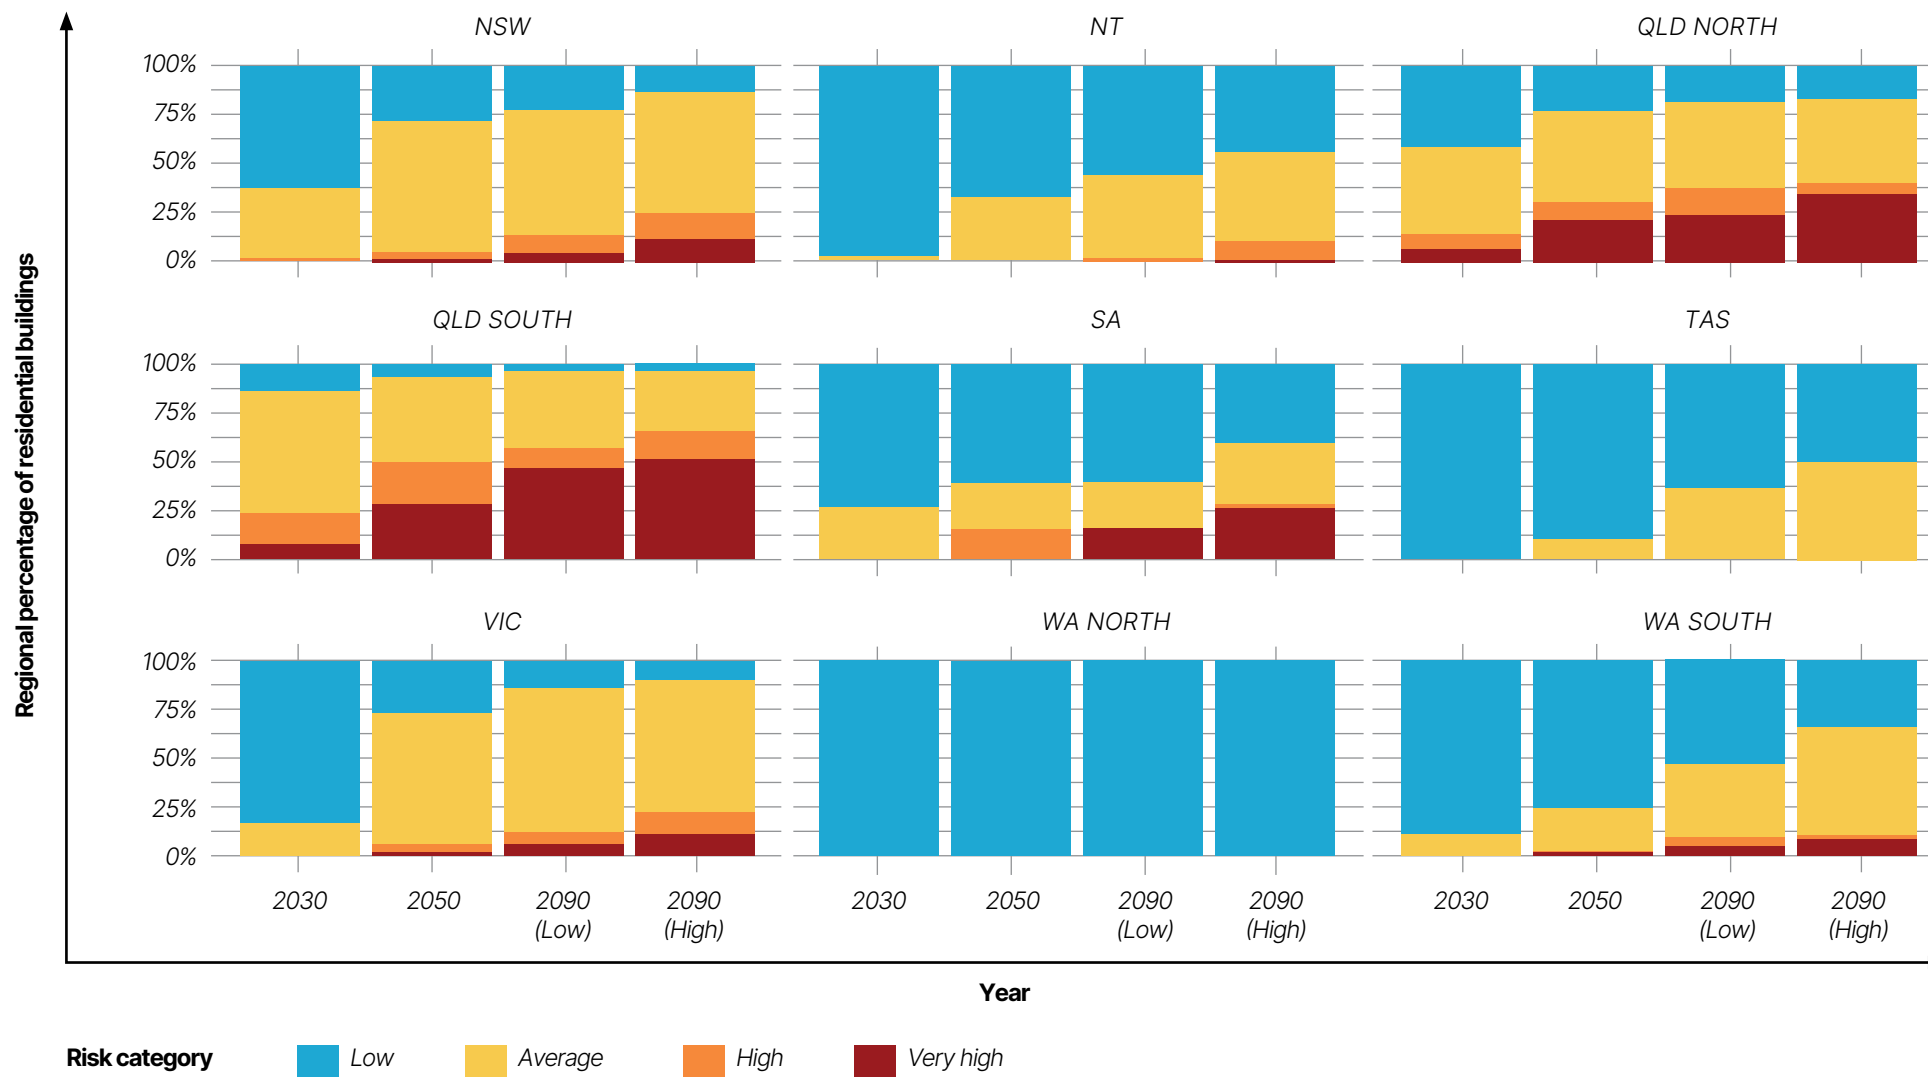 NSW
NT
QLD NORTH
100%
75%
50%
25%
0%
QLD SOUTH
SA
TAS
100%
75%
50%
25%
0%
VIC
WA NORTH
WA SOUTH
100%
75%
50%
25%
0%
2030
2050
2090
(Low)
2090
(High)
2030
2050
2090
(Low)
2090
(High)
2030
2050
2090
(Low)
2090
(High)
Regional percentage of residential buildings
Year
Risk category
Low
Average
High
Very high